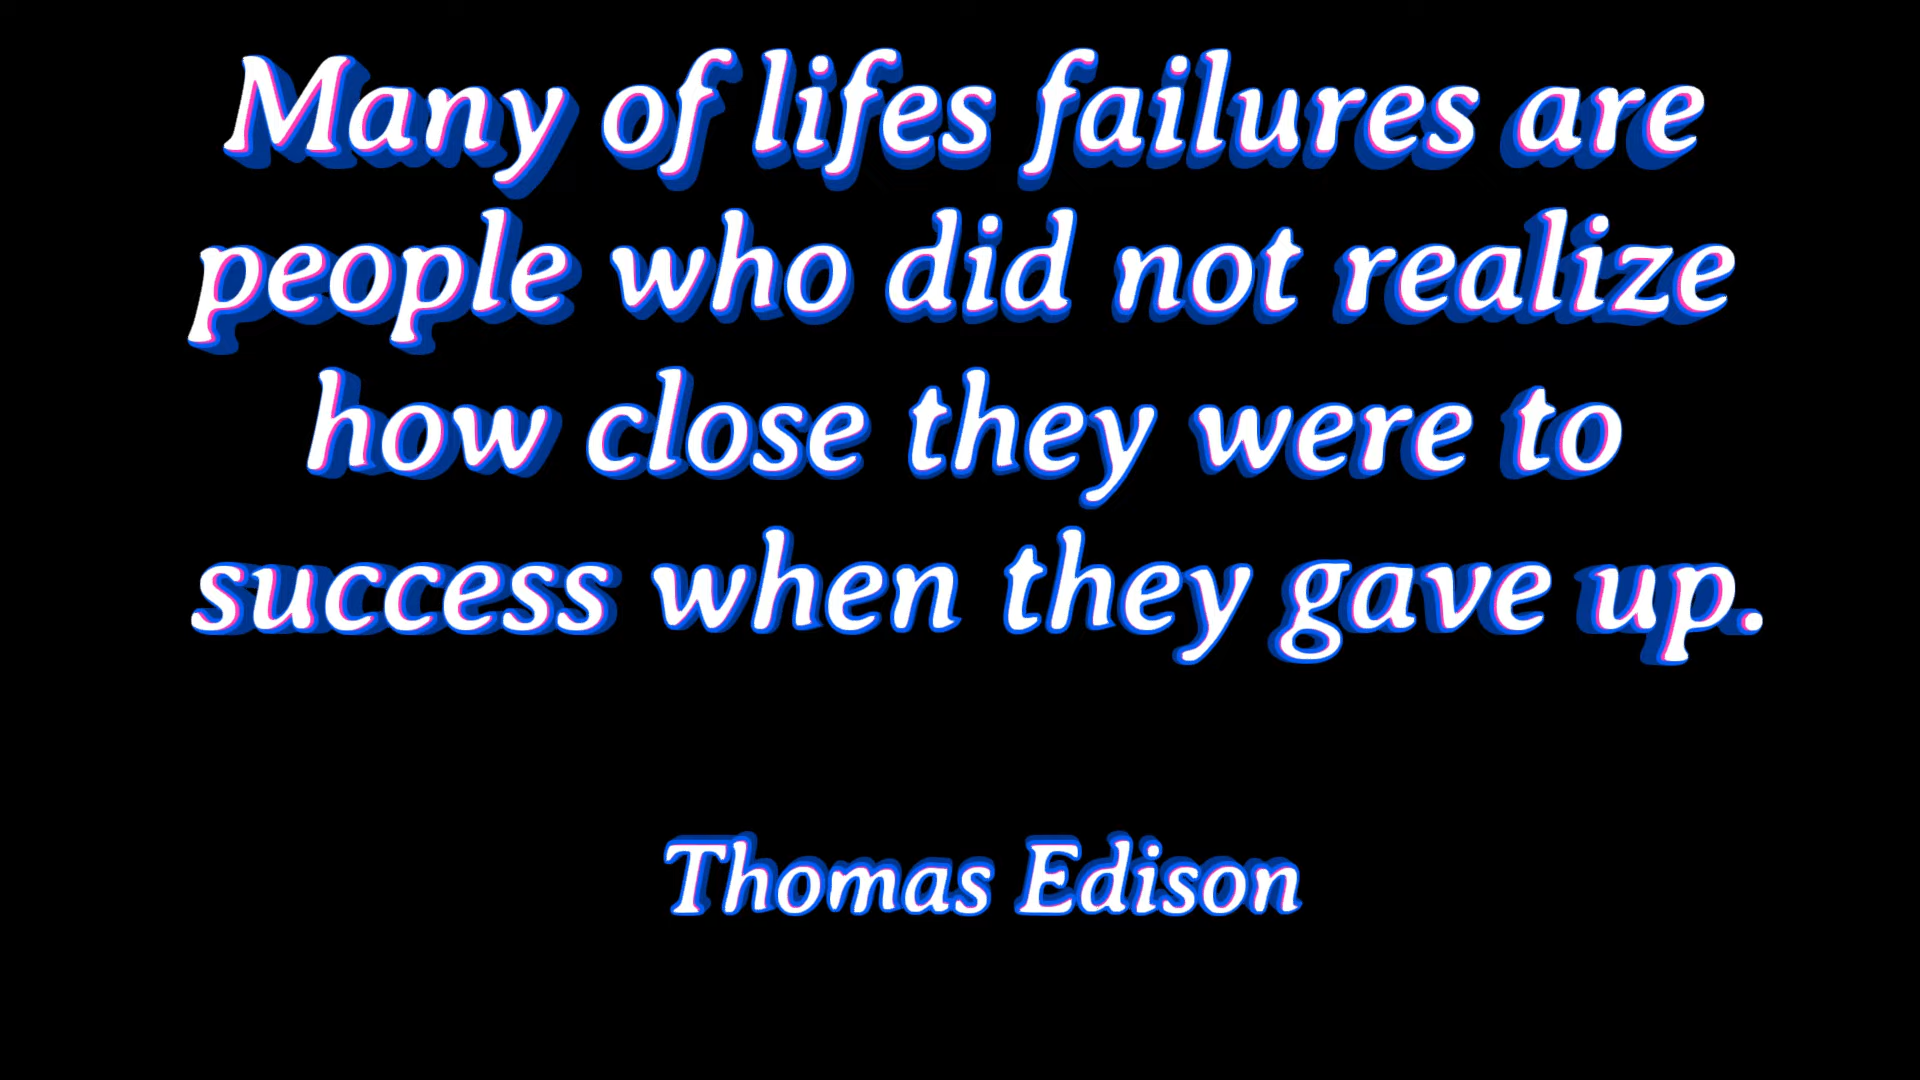 Many of lifes failures are
people who did not realize
how close they were to
success when they gave up.
Thomas Edison